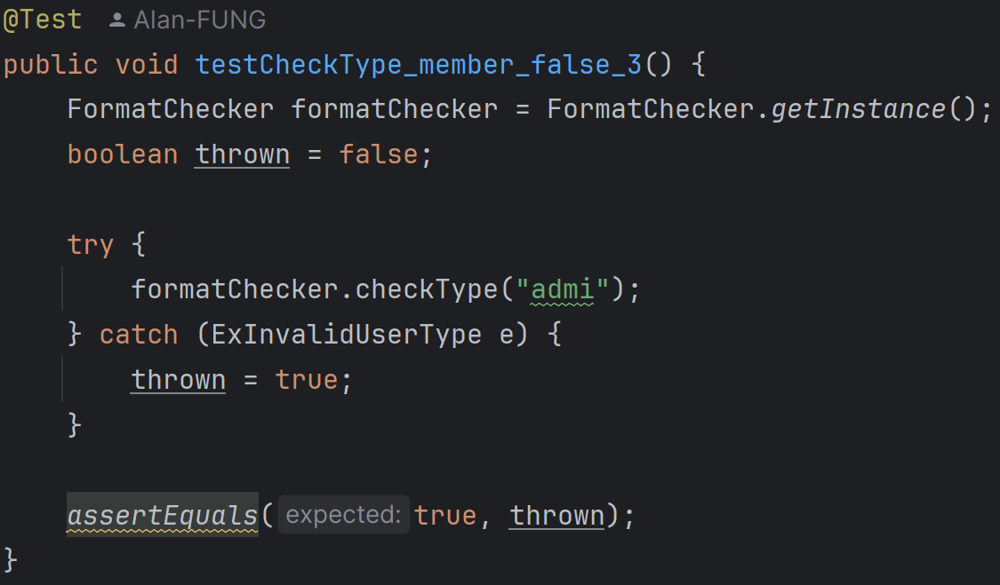 @Test Alan-FUNG
public void testCheckType_member_false_3() {
FormatChecker formatChecker = FormatChecker.getInstance();
boolean thrown = false;
try {
formatChecker.checkType("admi");
} catch (ExInvalidUserType e) {
thrown = true;
}
assertEquals( expected: true, thrown);
}